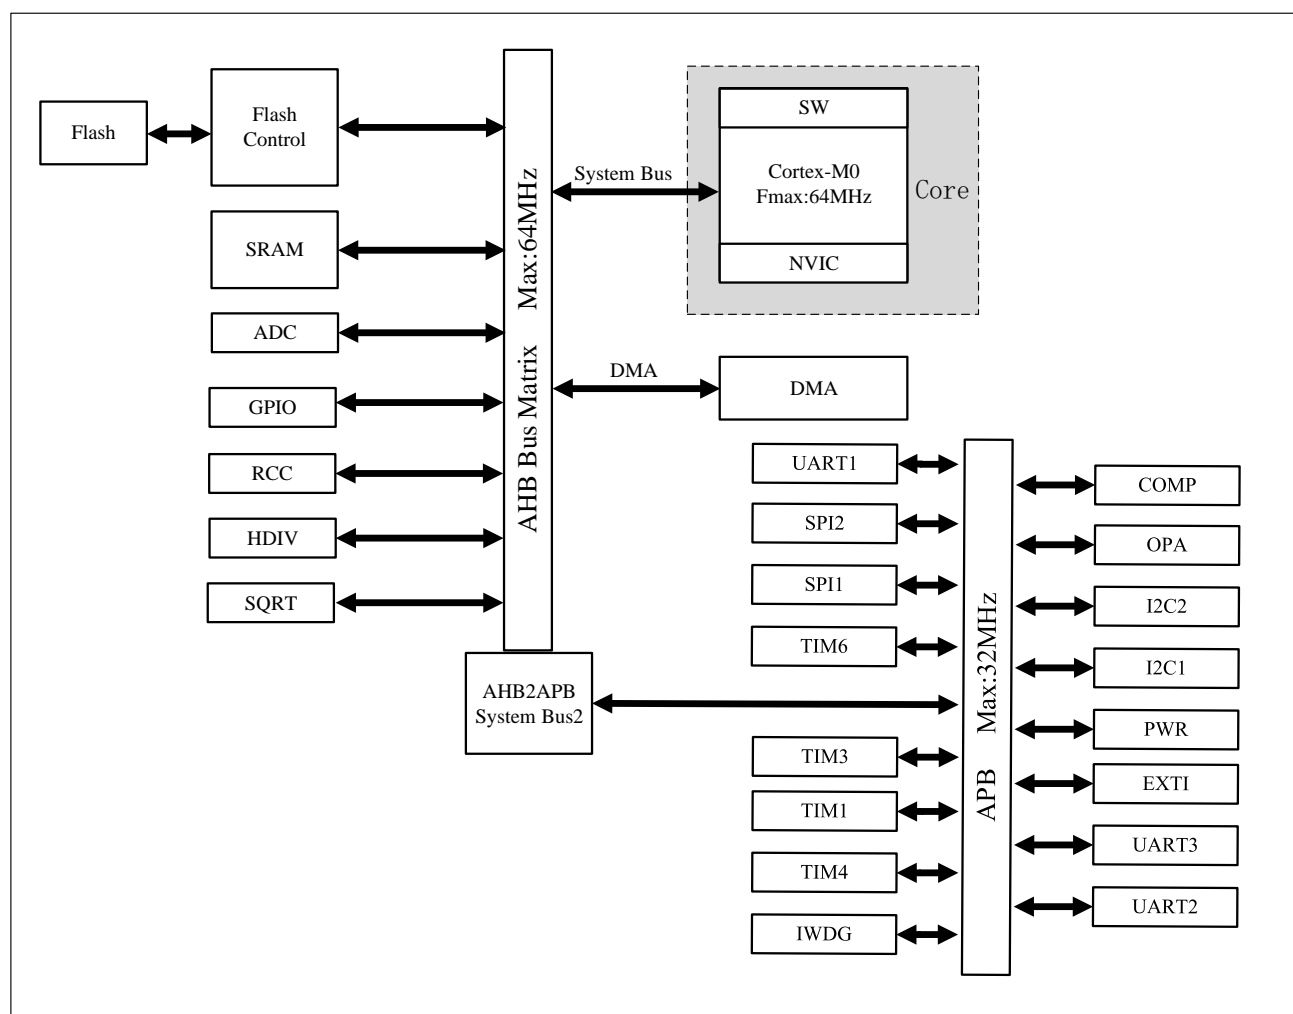 Flash
Flash
Control
SRAM
ADC
GPIO
RCC
HDIV
SQRT
AHB Bus Matrix Max:64MHz
System Bus
SW
Cortex-M0
Fmax:64MHz
NVIC
Core
DMA
DMA
AHB2APB
System Bus2
UART1
SPI2
SPI1
TIM6
TIM3
TIM1
TIM4
IWDG
APB Max:32MHz
COMP
OPA
I2C2
I2C1
PWR
EXTI
UART3
UART2